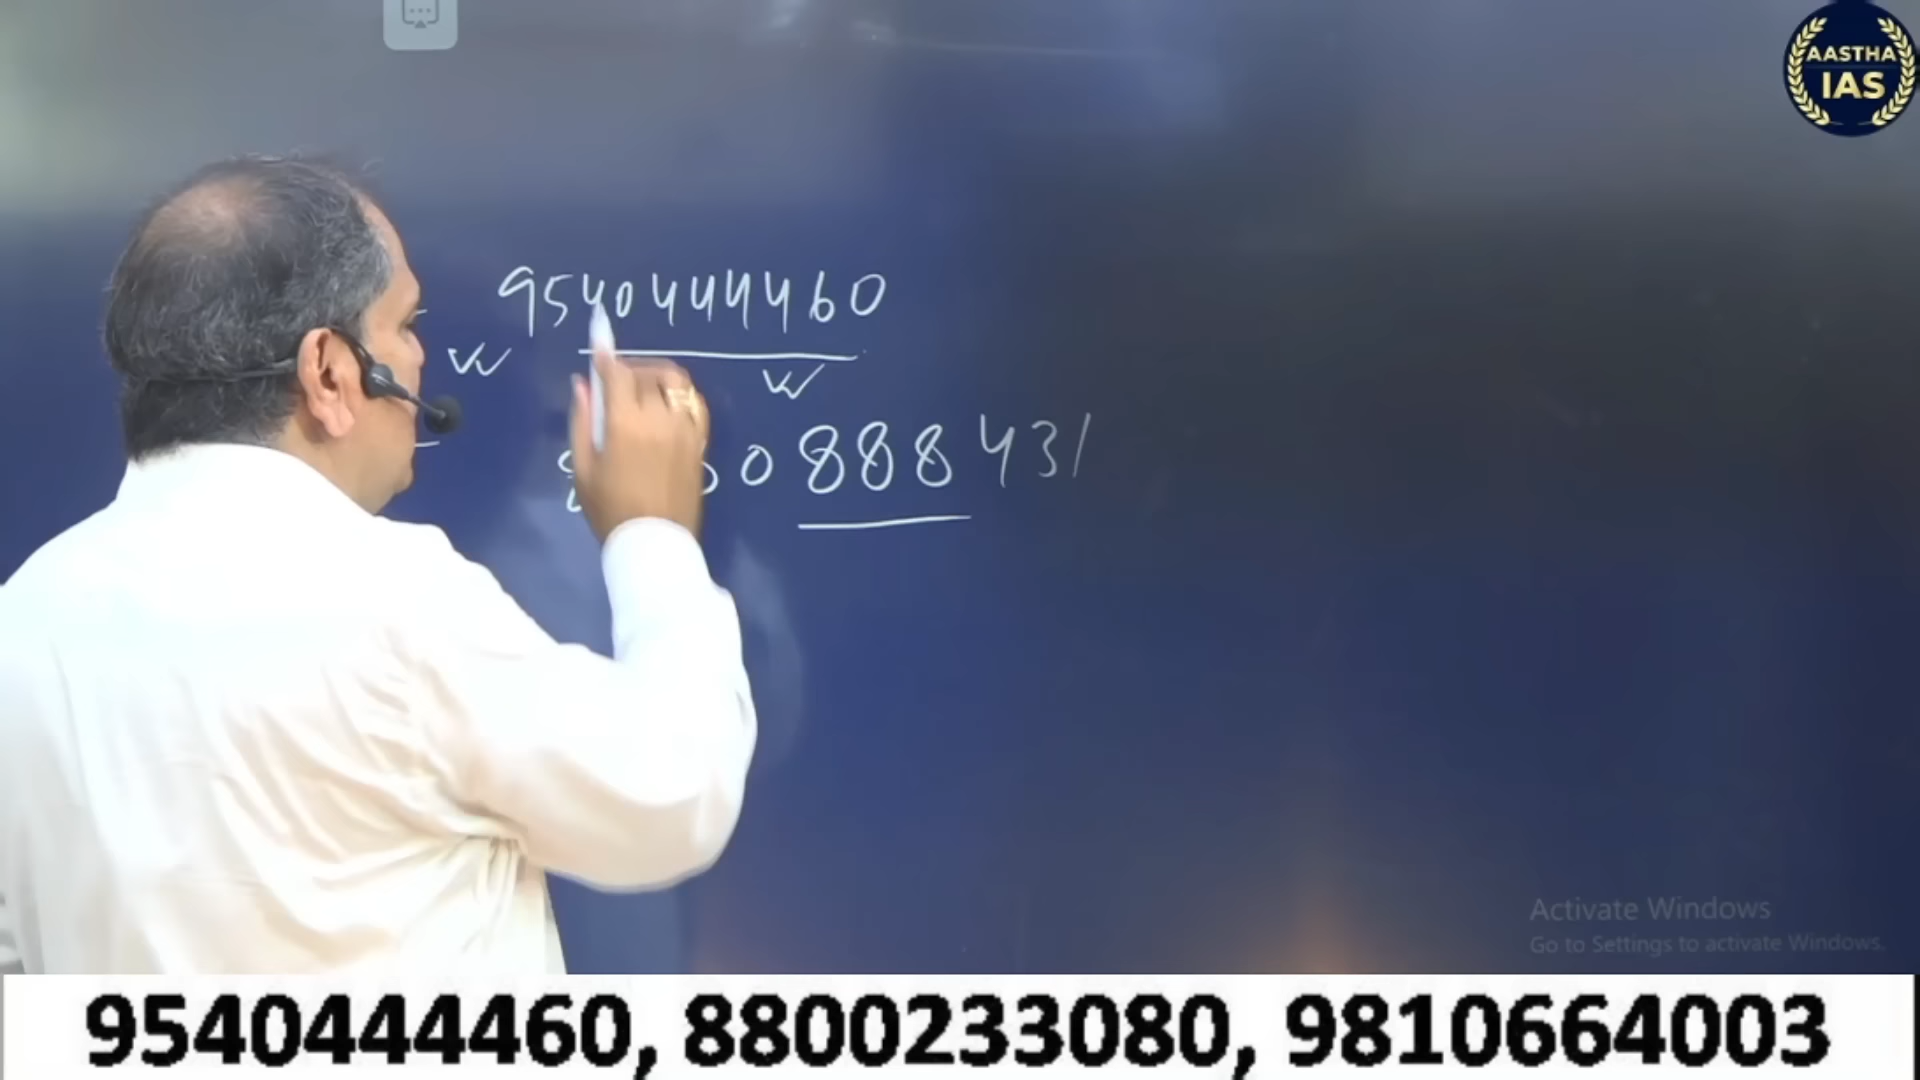 AASTHA
IAS
9540444460
W
W
0888431
Activate Windows
Go to Settings to activate Windows.
9540444460, 8800233080, 9810664003